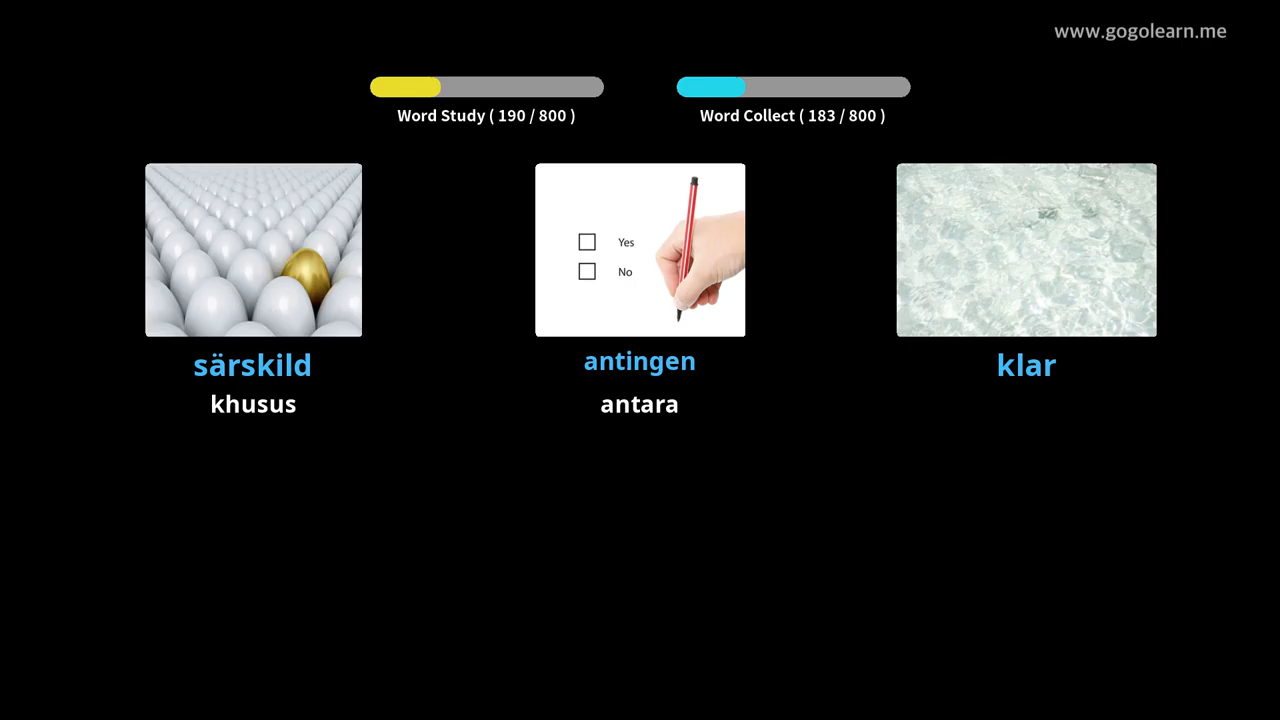 www.gogolearn.me
Word Study ( 190 / 800 )
Word Collect ( 183 / 800 )
Yes
No
särskild
antingen
klar
khusus
antara